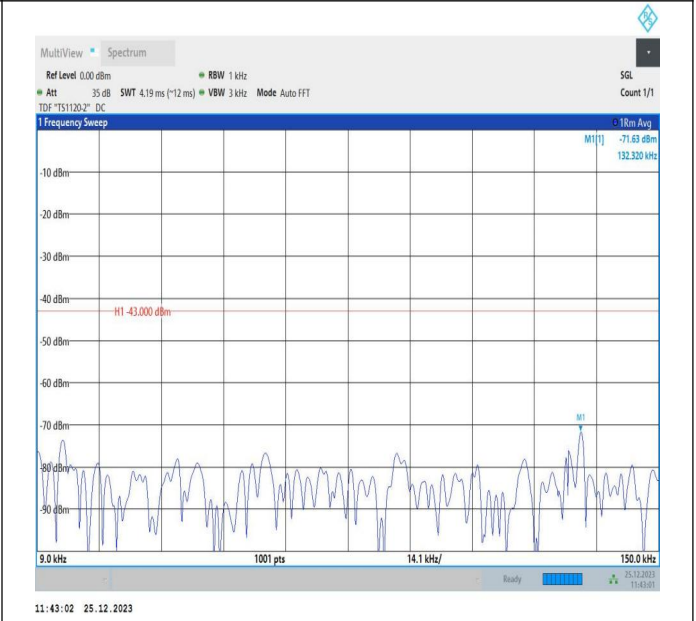 R S
MultiView Spectrum
Ref Level 0.00 dBm RBW 1 kHz SGL
Att 35 dB SWT 4.19 ms (~12 ms) VBW 3 kHz Mode Auto FFT Count 1/1
TDF "TS1120-2" DC
1 Frequency Sweep 1Rm Avg
M1[1] -71.63 dBm
132.320 kHz
-10 dBm
-20 dBm
-30 dBm
-40 dBm
H1 -43.000 dBm
-50 dBm
-60 dBm
-70 dBm
M1
-80 dBm
-90 dBm
9.0 kHz 1001 pts 14.1 kHz/ 150.0 kHz
Ready 25.12.2023
11:43:01
11:43:02 25.12.2023